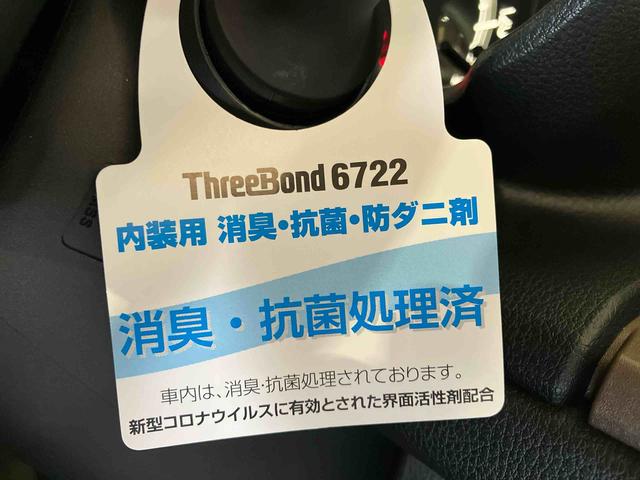 ThreeBond 6722
内装用 消臭・抗菌・防ダニ剤
消臭・抗菌処理済
車内は、消臭・抗菌処理されております。
新型コロナウイルスに有効とされた界面活性剤配合